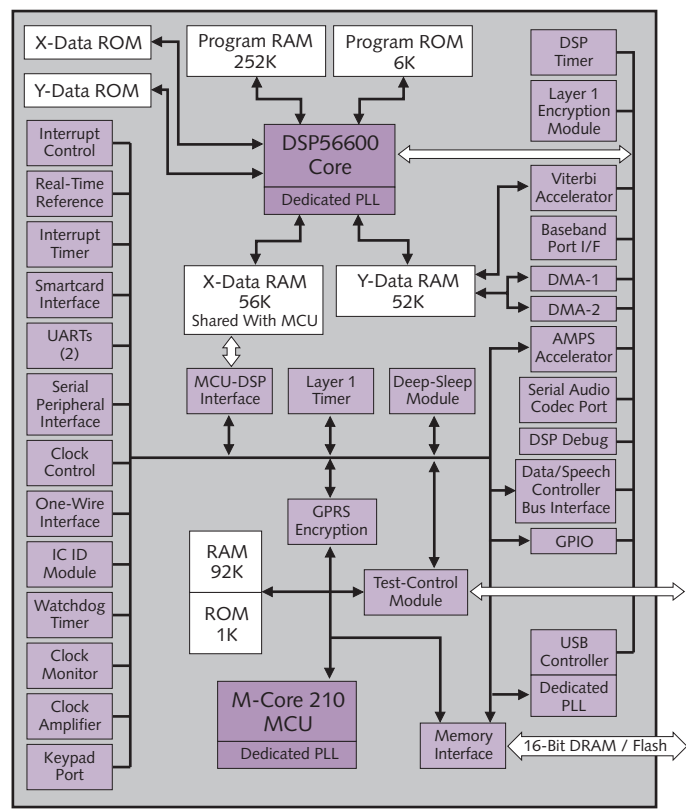 X-Data ROM
Y-Data ROM
Program RAM
252K
Program ROM
6K
DSP56600
Core
Dedicated PLL
X-Data RAM
56K
Shared With MCU
Y-Data RAM
52K
Interrupt
Control
Real-Time
Reference
Interrupt
Timer
Smartcard
Interface
UARTs
(2)
Serial
Peripheral
Interface
Clock
Control
One-Wire
Interface
IC ID
Module
Watchdog
Timer
Clock
Monitor
Clock
Amplifier
Keypad
Port
MCU-DSP
Interface
Layer 1
Timer
Deep-Sleep
Module
GPRS
Encryption
RAM
92K
ROM
1K
Test-Control
Module
M-Core 210
MCU
Dedicated PLL
Memory
Interface
16-Bit DRAM / Flash
DSP
Timer
Layer 1
Encryption
Module
Viterbi
Accelerator
Baseband
Port I/F
DMA-1
DMA-2
AMPS
Accelerator
Serial Audio
Codec Port
DSP Debug
Data/Speech
Controller
Bus Interface
GPIO
USB
Controller
Dedicated
PLL